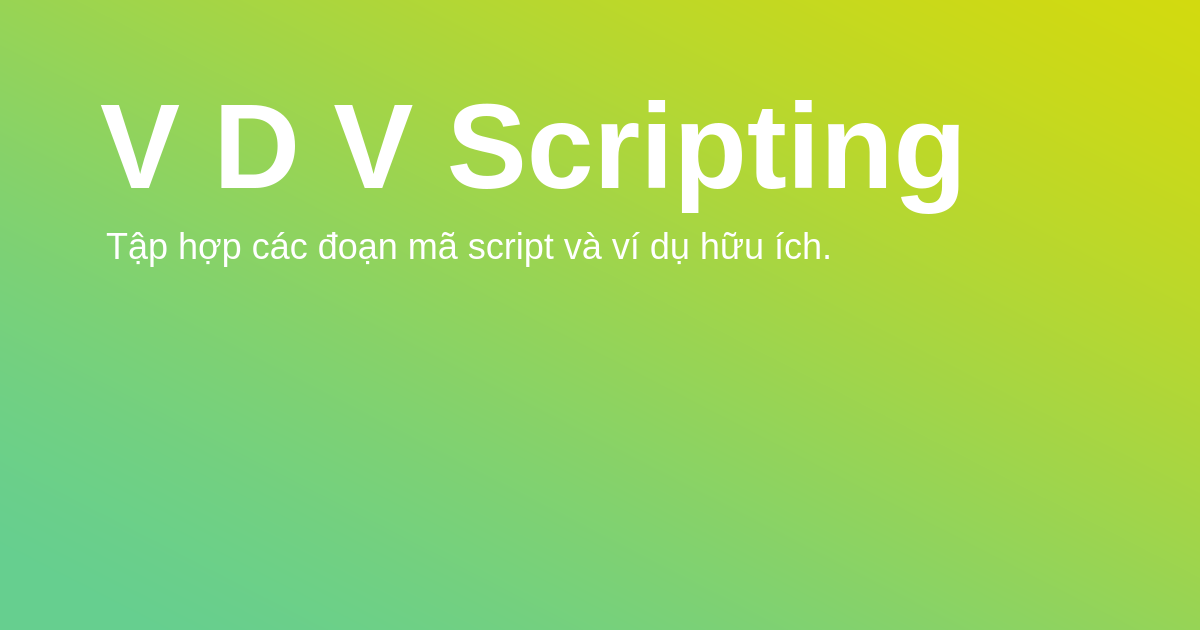 V D V Scripting
Tập hợp các đoạn mã script và ví dụ hữu ích.